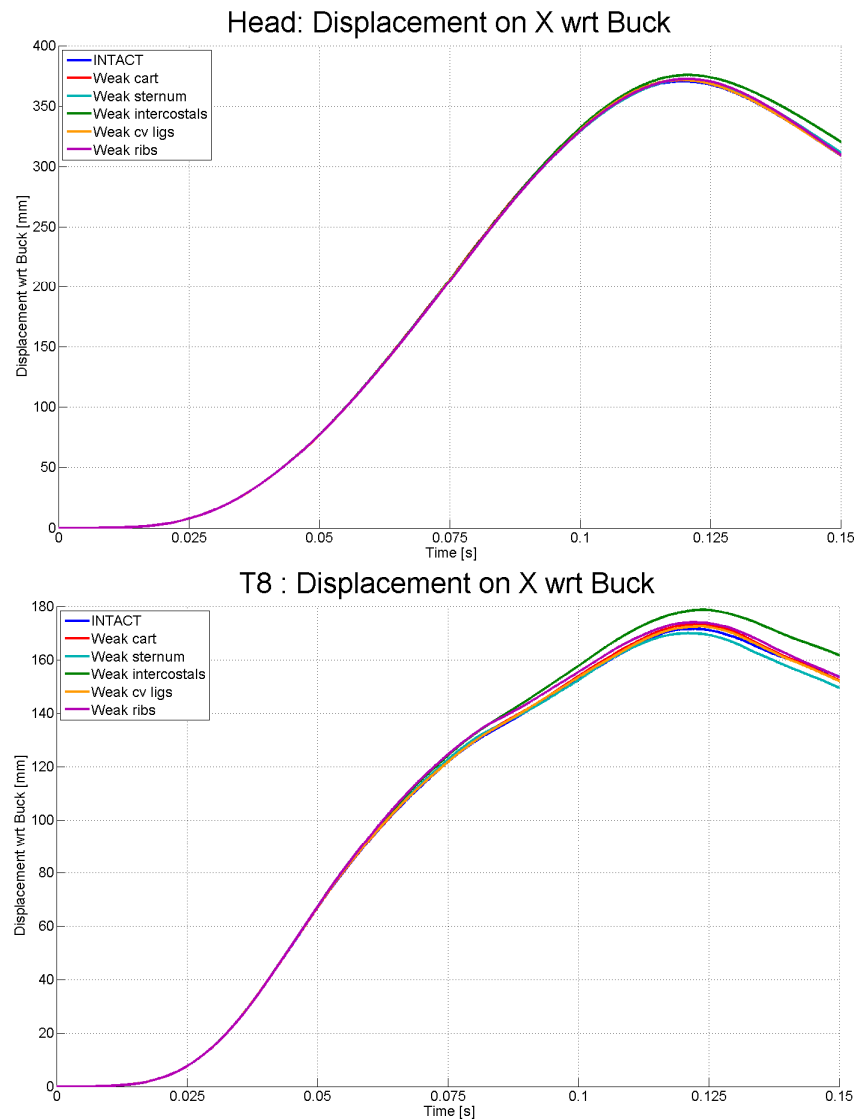 Head: Displacement on X wrt Buck
400
350
300
250
200
150
100
50
0
Displacement wrt Buck [mm]
INTACT
Weak cart
Weak sternum
Weak intercostals
Weak cv ligs
Weak ribs
0
0.025
0.05
0.075
0.1
0.125
0.15
Time [s]
T8 : Displacement on X wrt Buck
180
160
140
120
100
80
60
40
20
0
Displacement wrt Buck [mm]
INTACT
Weak cart
Weak sternum
Weak intercostals
Weak cv ligs
Weak ribs
0
0.025
0.05
0.075
0.1
0.125
0.15
Time [s]